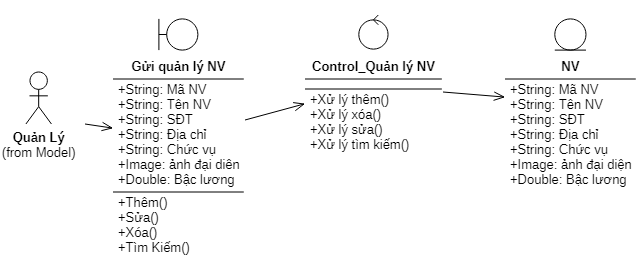 Quản Lý
(from Model)
Gửi quản lý NV
+String: Mã NV
+String: Tên NV
+String: SĐT
+String: Địa chỉ
+String: Chức vụ
+Image: ảnh đại diên
+Double: Bậc lương
+Thêm()
+Sửa()
+Xóa()
+Tìm Kiếm()
Control_Quản lý NV
+Xử lý thêm()
+Xử lý xóa()
+Xử lý sửa()
+Xử lý tìm kiếm()
NV
+String: Mã NV
+String: Tên NV
+String: SĐT
+String: Địa chỉ
+String: Chức vụ
+Image: ảnh đại diên
+Double: Bậc lương